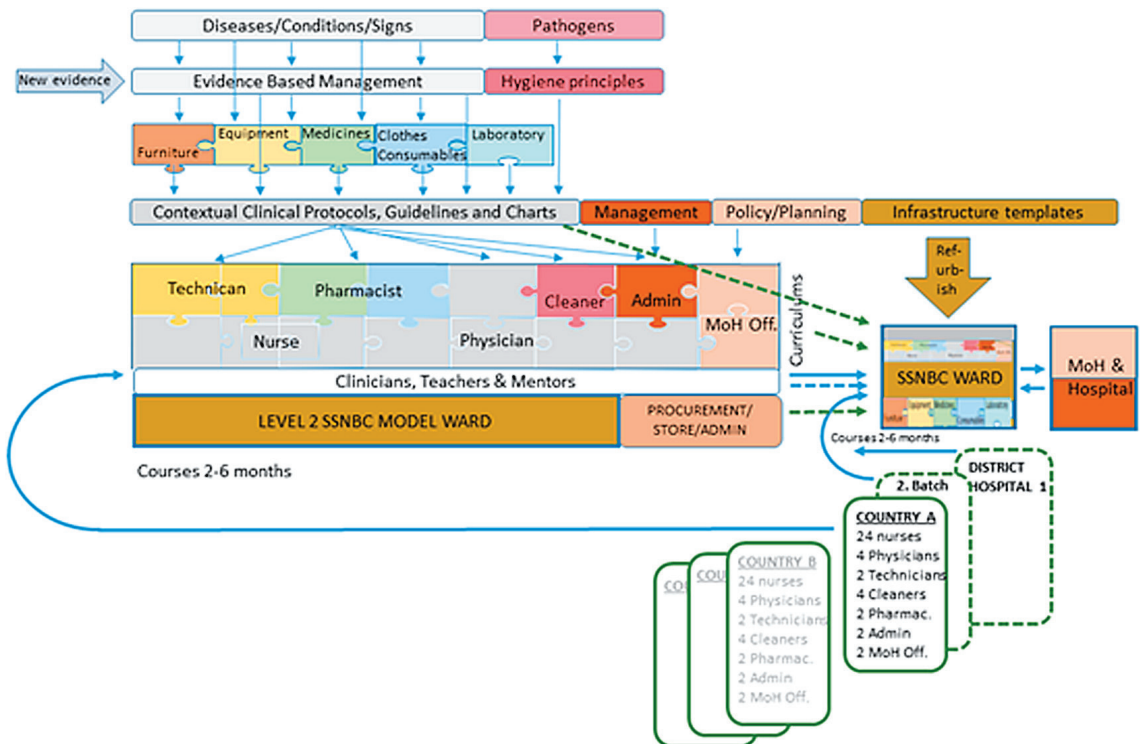 Diseases/Conditions/Signs
Pathogens
New evidence
Evidence Based Management
Hygiene principles
Furniture
Equipment
Medicines
Clothes
Consumables
Laboratory
Contextual Clinical Protocols, Guidelines and Charts
Management
Policy/Planning
Infrastructure templates
Ref-
urb-
ish
Technican
Pharmacist
Cleaner
Admin
MoH Off.
Nurse
Physician
Curriculums
Clinicians, Teachers & Mentors
LEVEL 2 SSNBC MODEL WARD
PROCUREMENT/
STORE/ADMIN
SSNBC WARD
MoH &
Hospital
Courses 2-6 months
Courses 2-6 months
DISTRICT
HOSPITAL 1
2. Batch
COUNTRY A
24 nurses
4 Physicians
2 Technicians
4 Cleaners
2 Pharmac.
2 Admin
2 MoH Off.
COUNTRY B
24 nurses
4 Physicians
2 Technicians
4 Cleaners
2 Pharmac.
2 Admin
2 MoH Off.